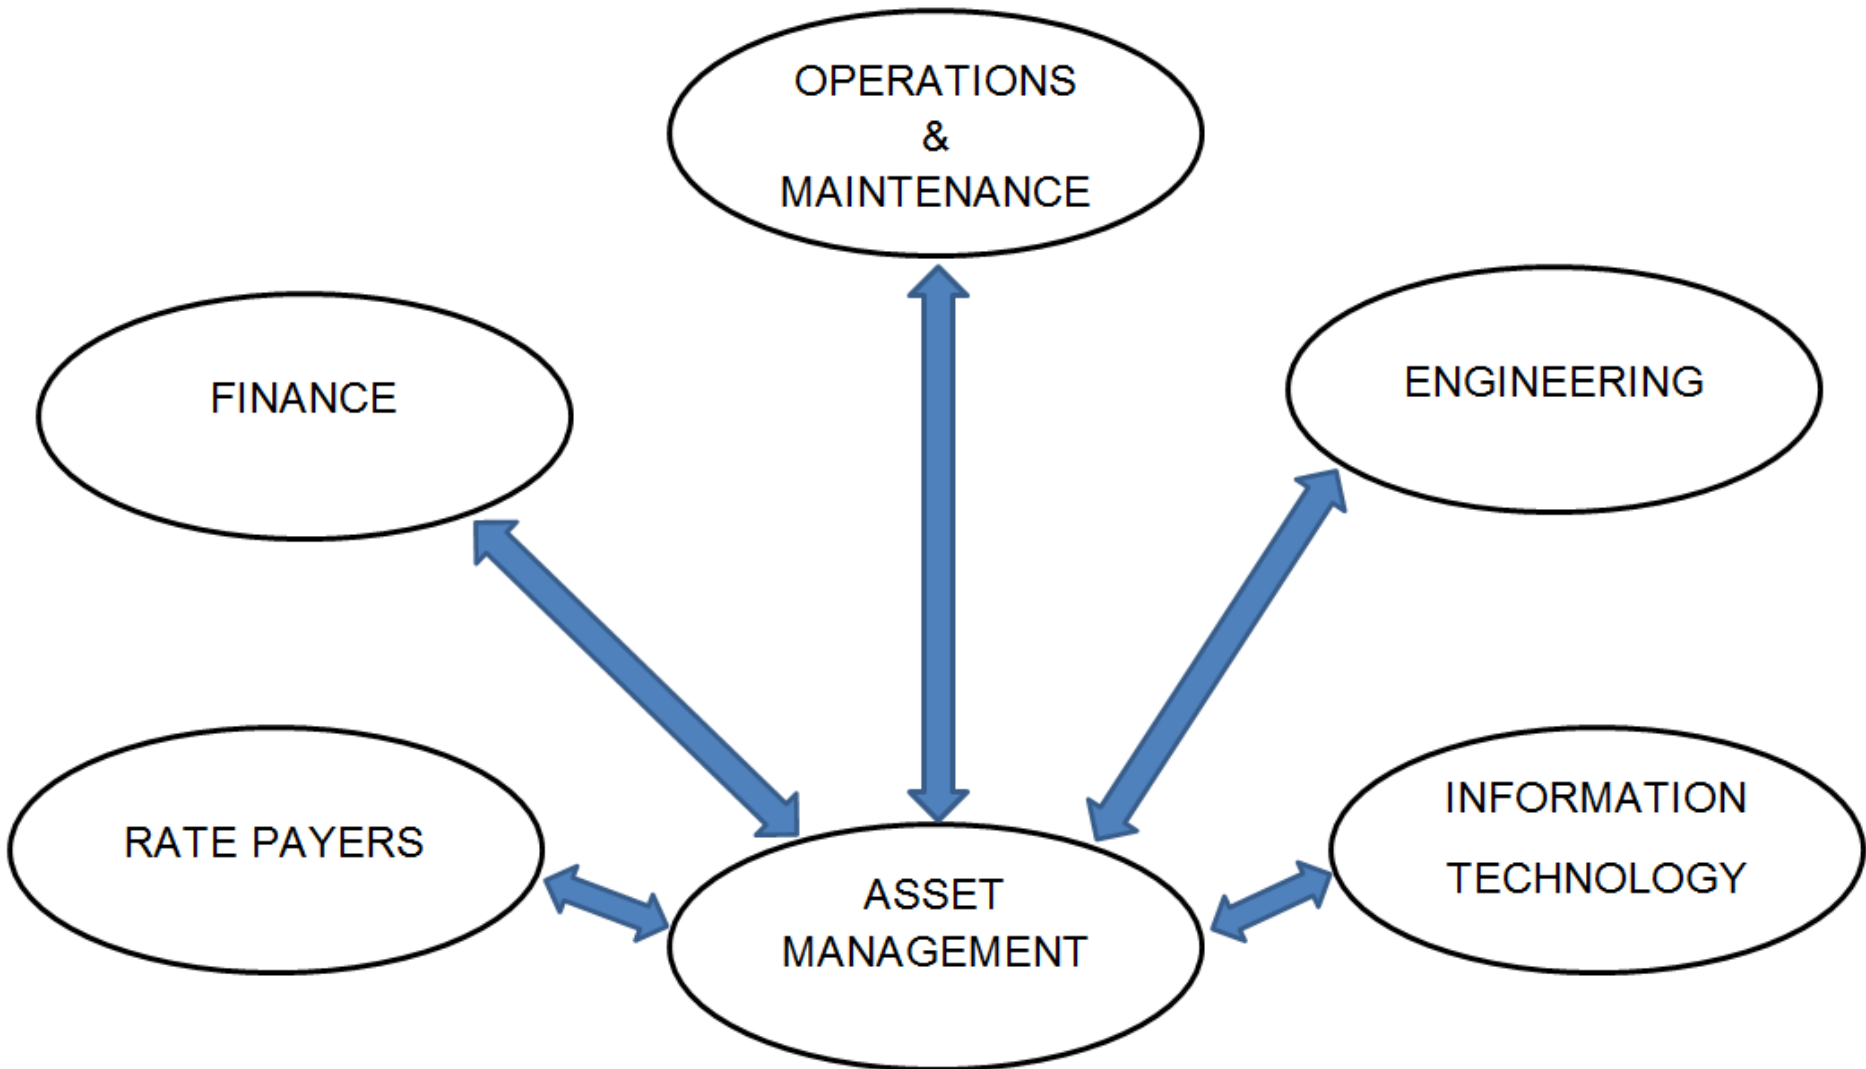 OPERATIONS
&
MAINTENANCE
FINANCE
ENGINEERING
RATE PAYERS
ASSET
MANAGEMENT
INFORMATION
TECHNOLOGY